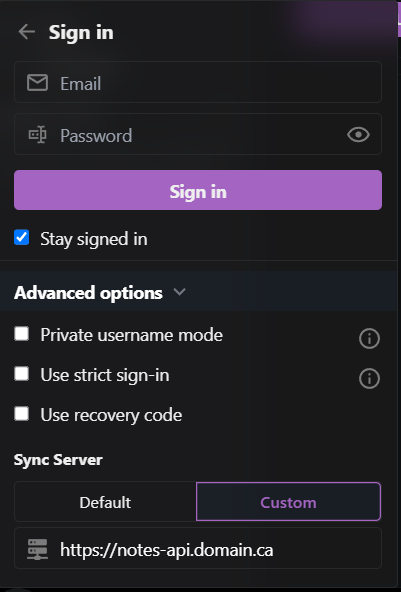 Sign in
Email
Password
Sign in
Stay signed in
Advanced options
Private username mode
Use strict sign-in
Use recovery code
Sync Server
Default Custom
https://notes-api.domain.ca